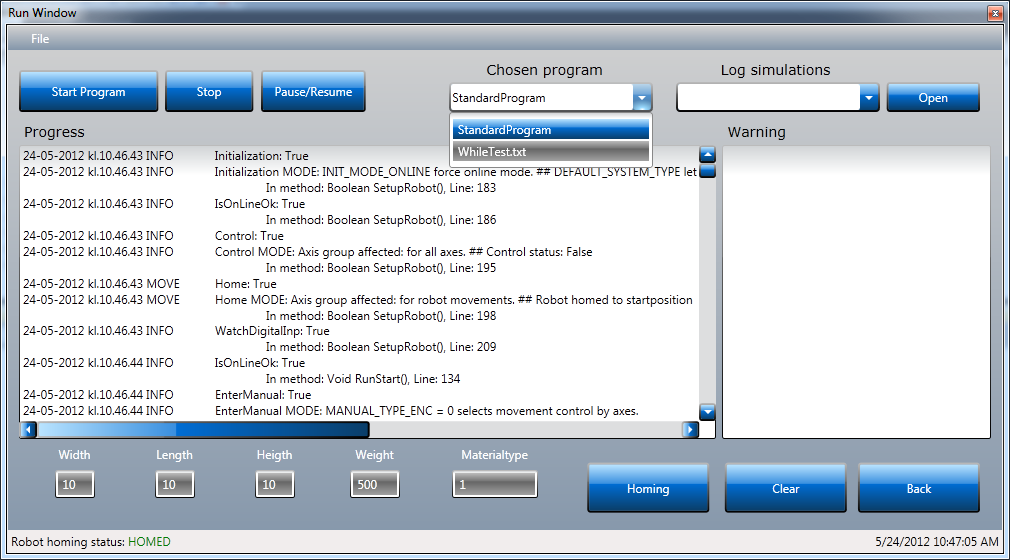 Run Window
File
Chosen program
Log simulations
Start Program
Stop
Pause/Resume
StandardProgram
Open
StandardProgram
WhileTest.txt
Progress
Warning
24-05-2012 kl.10.46.43 INFO Initialization: True
24-05-2012 kl.10.46.43 INFO Initialization MODE: INIT_MODE_ONLINE force online mode. ## DEFAULT_SYSTEM_TYPE let
In method: Boolean SetupRobot(), Line: 183
24-05-2012 kl.10.46.43 INFO IsOnLineOk: True
In method: Boolean SetupRobot(), Line: 186
24-05-2012 kl.10.46.43 INFO Control: True
24-05-2012 kl.10.46.43 INFO Control MODE: Axis group affected: for all axes. ## Control status: False
In method: Boolean SetupRobot(), Line: 195
24-05-2012 kl.10.46.43 MOVE Home: True
24-05-2012 kl.10.46.43 MOVE Home MODE: Axis group affected: for robot movements. ## Robot homed to startposition
In method: Boolean SetupRobot(), Line: 198
24-05-2012 kl.10.46.43 INFO WatchDigitalInp: True
In method: Boolean SetupRobot(), Line: 209
24-05-2012 kl.10.46.44 INFO IsOnLineOk: True
In method: Void RunStart(), Line: 134
24-05-2012 kl.10.46.44 INFO EnterManual: True
24-05-2012 kl.10.46.44 INFO EnterManual MODE: MANUAL_TYPE_ENC = 0 selects movement control by axes.
Width Length Heigth Weight Materialtype
10 10 10 500 1
Homing
Clear
Back
Robot homing status: HOMED
5/24/2012 10:47:05 AM